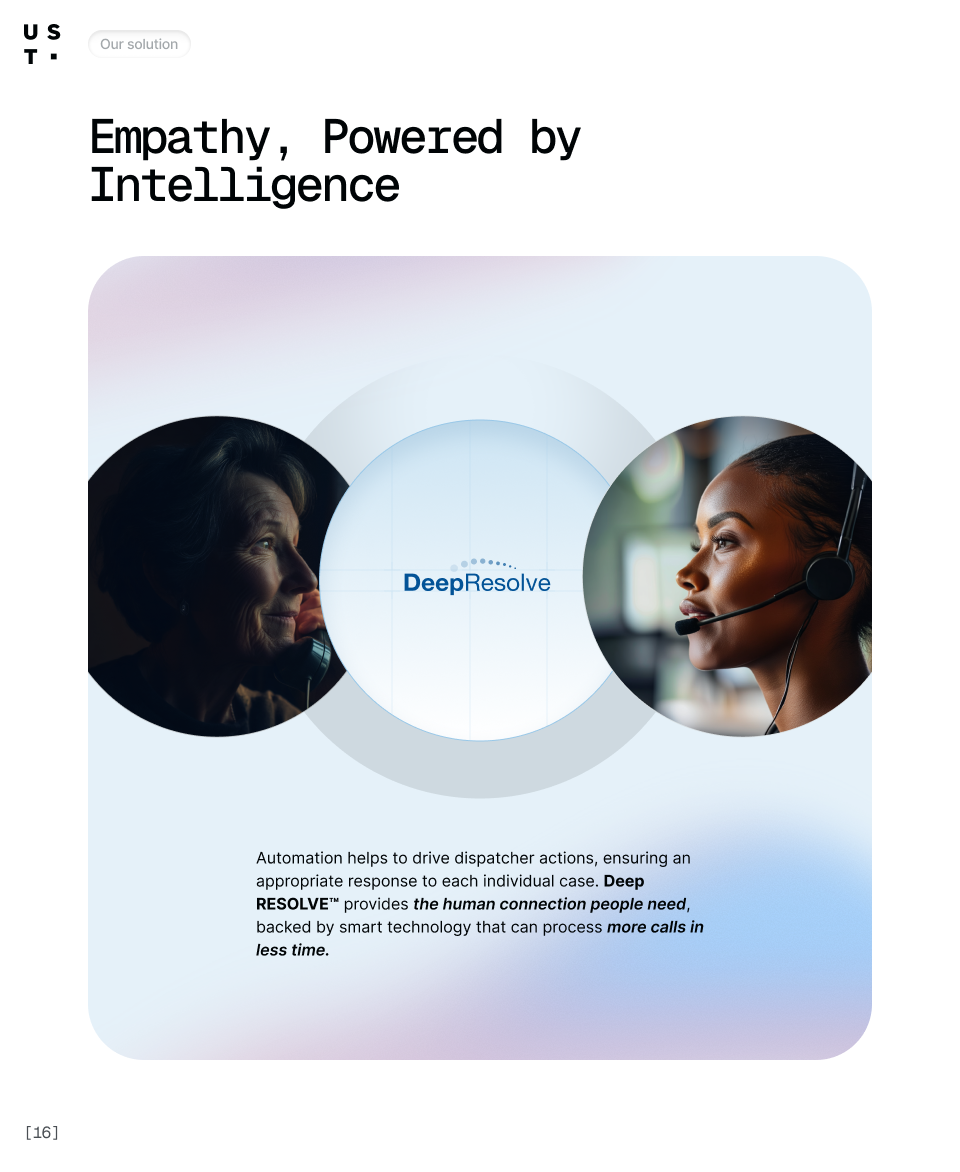 U S
T .
Our solution
Empathy, Powered by
Intelligence
DeepResolve
Automation helps to drive dispatcher actions, ensuring an
appropriate response to each individual case. Deep
RESOLVE™ provides the human connection people need,
backed by smart technology that can process more calls in
less time.
[16]